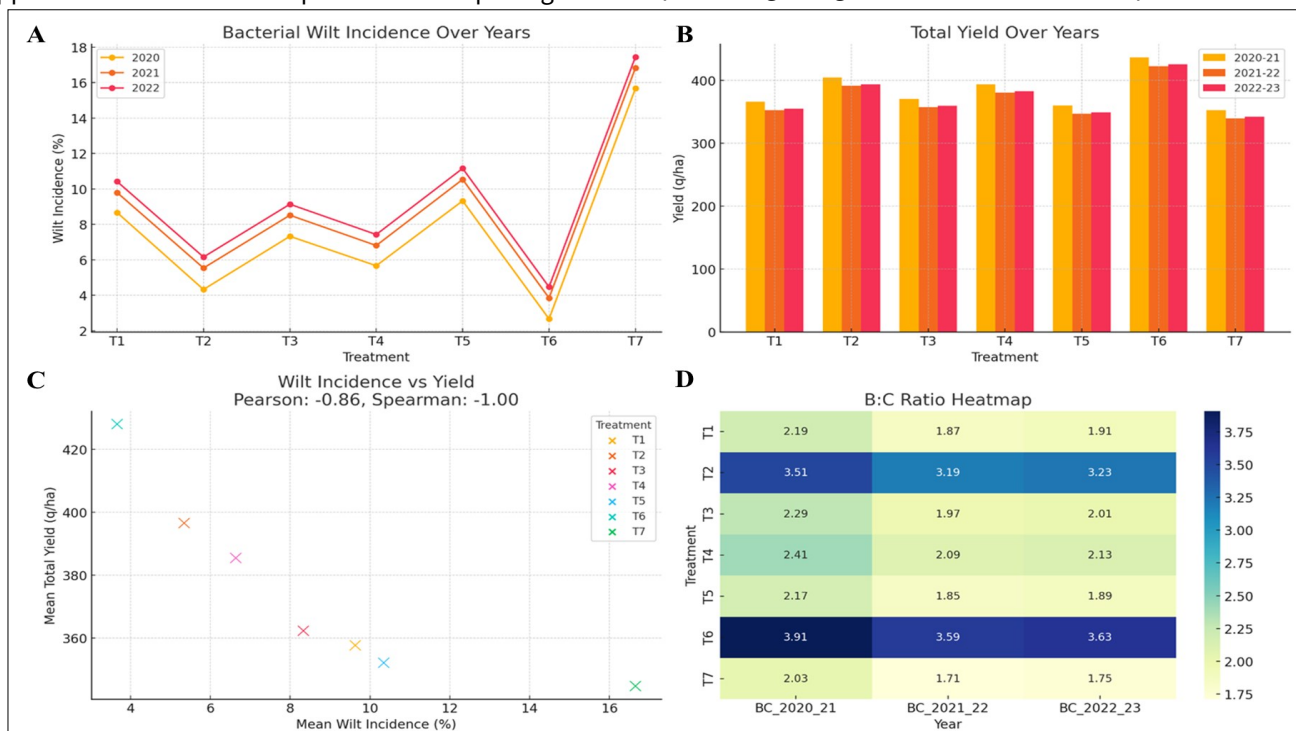 A
Bacterial Wilt Incidence Over Years
18
16
14
12
10
8
6
4
2
Wilt Incidence (%)
2020
2021
2022
T1 T2 T3 T4 T5 T6 T7
Treatment
B
Total Yield Over Years
400
300
200
100
0
Yield (q/ha)
2020-21
2021-22
2022-23
T1 T2 T3 T4 T5 T6 T7
Treatment
C
Wilt Incidence vs Yield
Pearson: -0.86, Spearman: -1.00
420
400
380
360
Mean Total Yield (q/ha)
Treatment
T1
T2
T3
T4
T5
T6
T7
4 6 8 10 12 14 16
Mean Wilt Incidence (%)
D
B:C Ratio Heatmap
Treatment
T1 2.19 1.87 1.91
T2 3.51 3.19 3.23
T3 2.29 1.97 2.01
T4 2.41 2.09 2.13
T5 2.17 1.85 1.89
T6 3.91 3.59 3.63
T7 2.03 1.71 1.75
BC_2020_21 BC_2021_22 BC_2022_23
Year
3.75
3.50
3.25
3.00
2.75
2.50
2.25
2.00
1.75